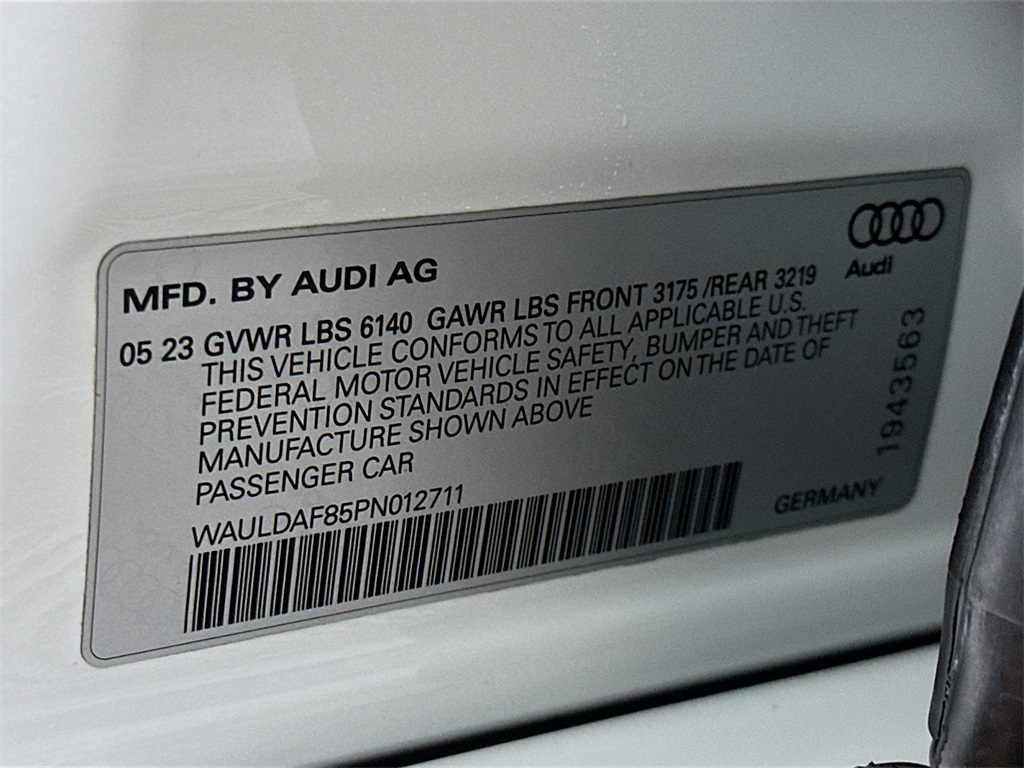 MFD. BY AUDI AG
Audi
05 23 GVWR LBS 6140 GAWR LBS FRONT 3175 /REAR 3219
THIS VEHICLE CONFORMS TO ALL APPLICABLE U.S.
FEDERAL MOTOR VEHICLE SAFETY, BUMPER AND THEFT
PREVENTION STANDARDS IN EFFECT ON THE DATE OF
MANUFACTURE SHOWN ABOVE
PASSENGER CAR
WAULDAF85PN012711
GERMANY
1943563